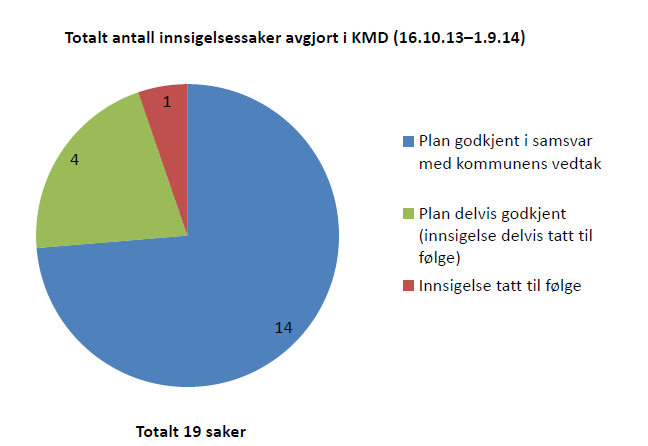 Totalt antall innsigelsessaker avgjort i KMD (16.10.13–1.9.14)
1
4
14
Plan godkjent i samsvar
med kommunens vedtak
Plan delvis godkjent
(innsigelse delvis tatt til
følge)
Innsigelse tatt til følge
Totalt 19 saker